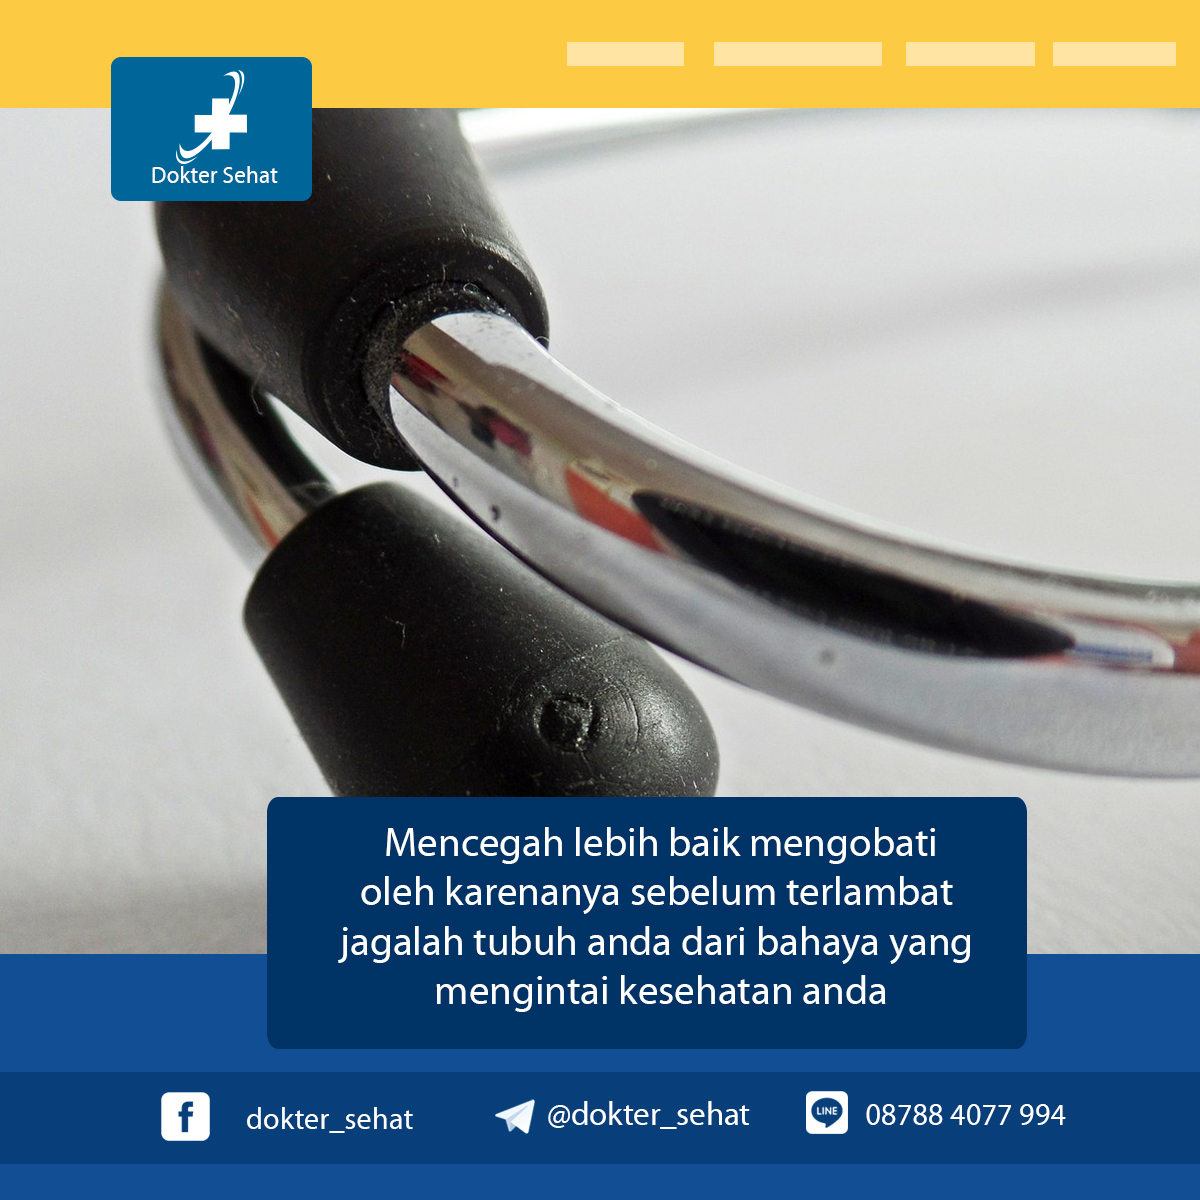 Dokter Sehat
Mencegah lebih baik mengobati
oleh karenanya sebelum terlambat
jagalah tubuh anda dari bahaya yang
mengintai kesehatan anda
f
dokter_sehat
@dokter_sehat
LINE
08788 4077 994